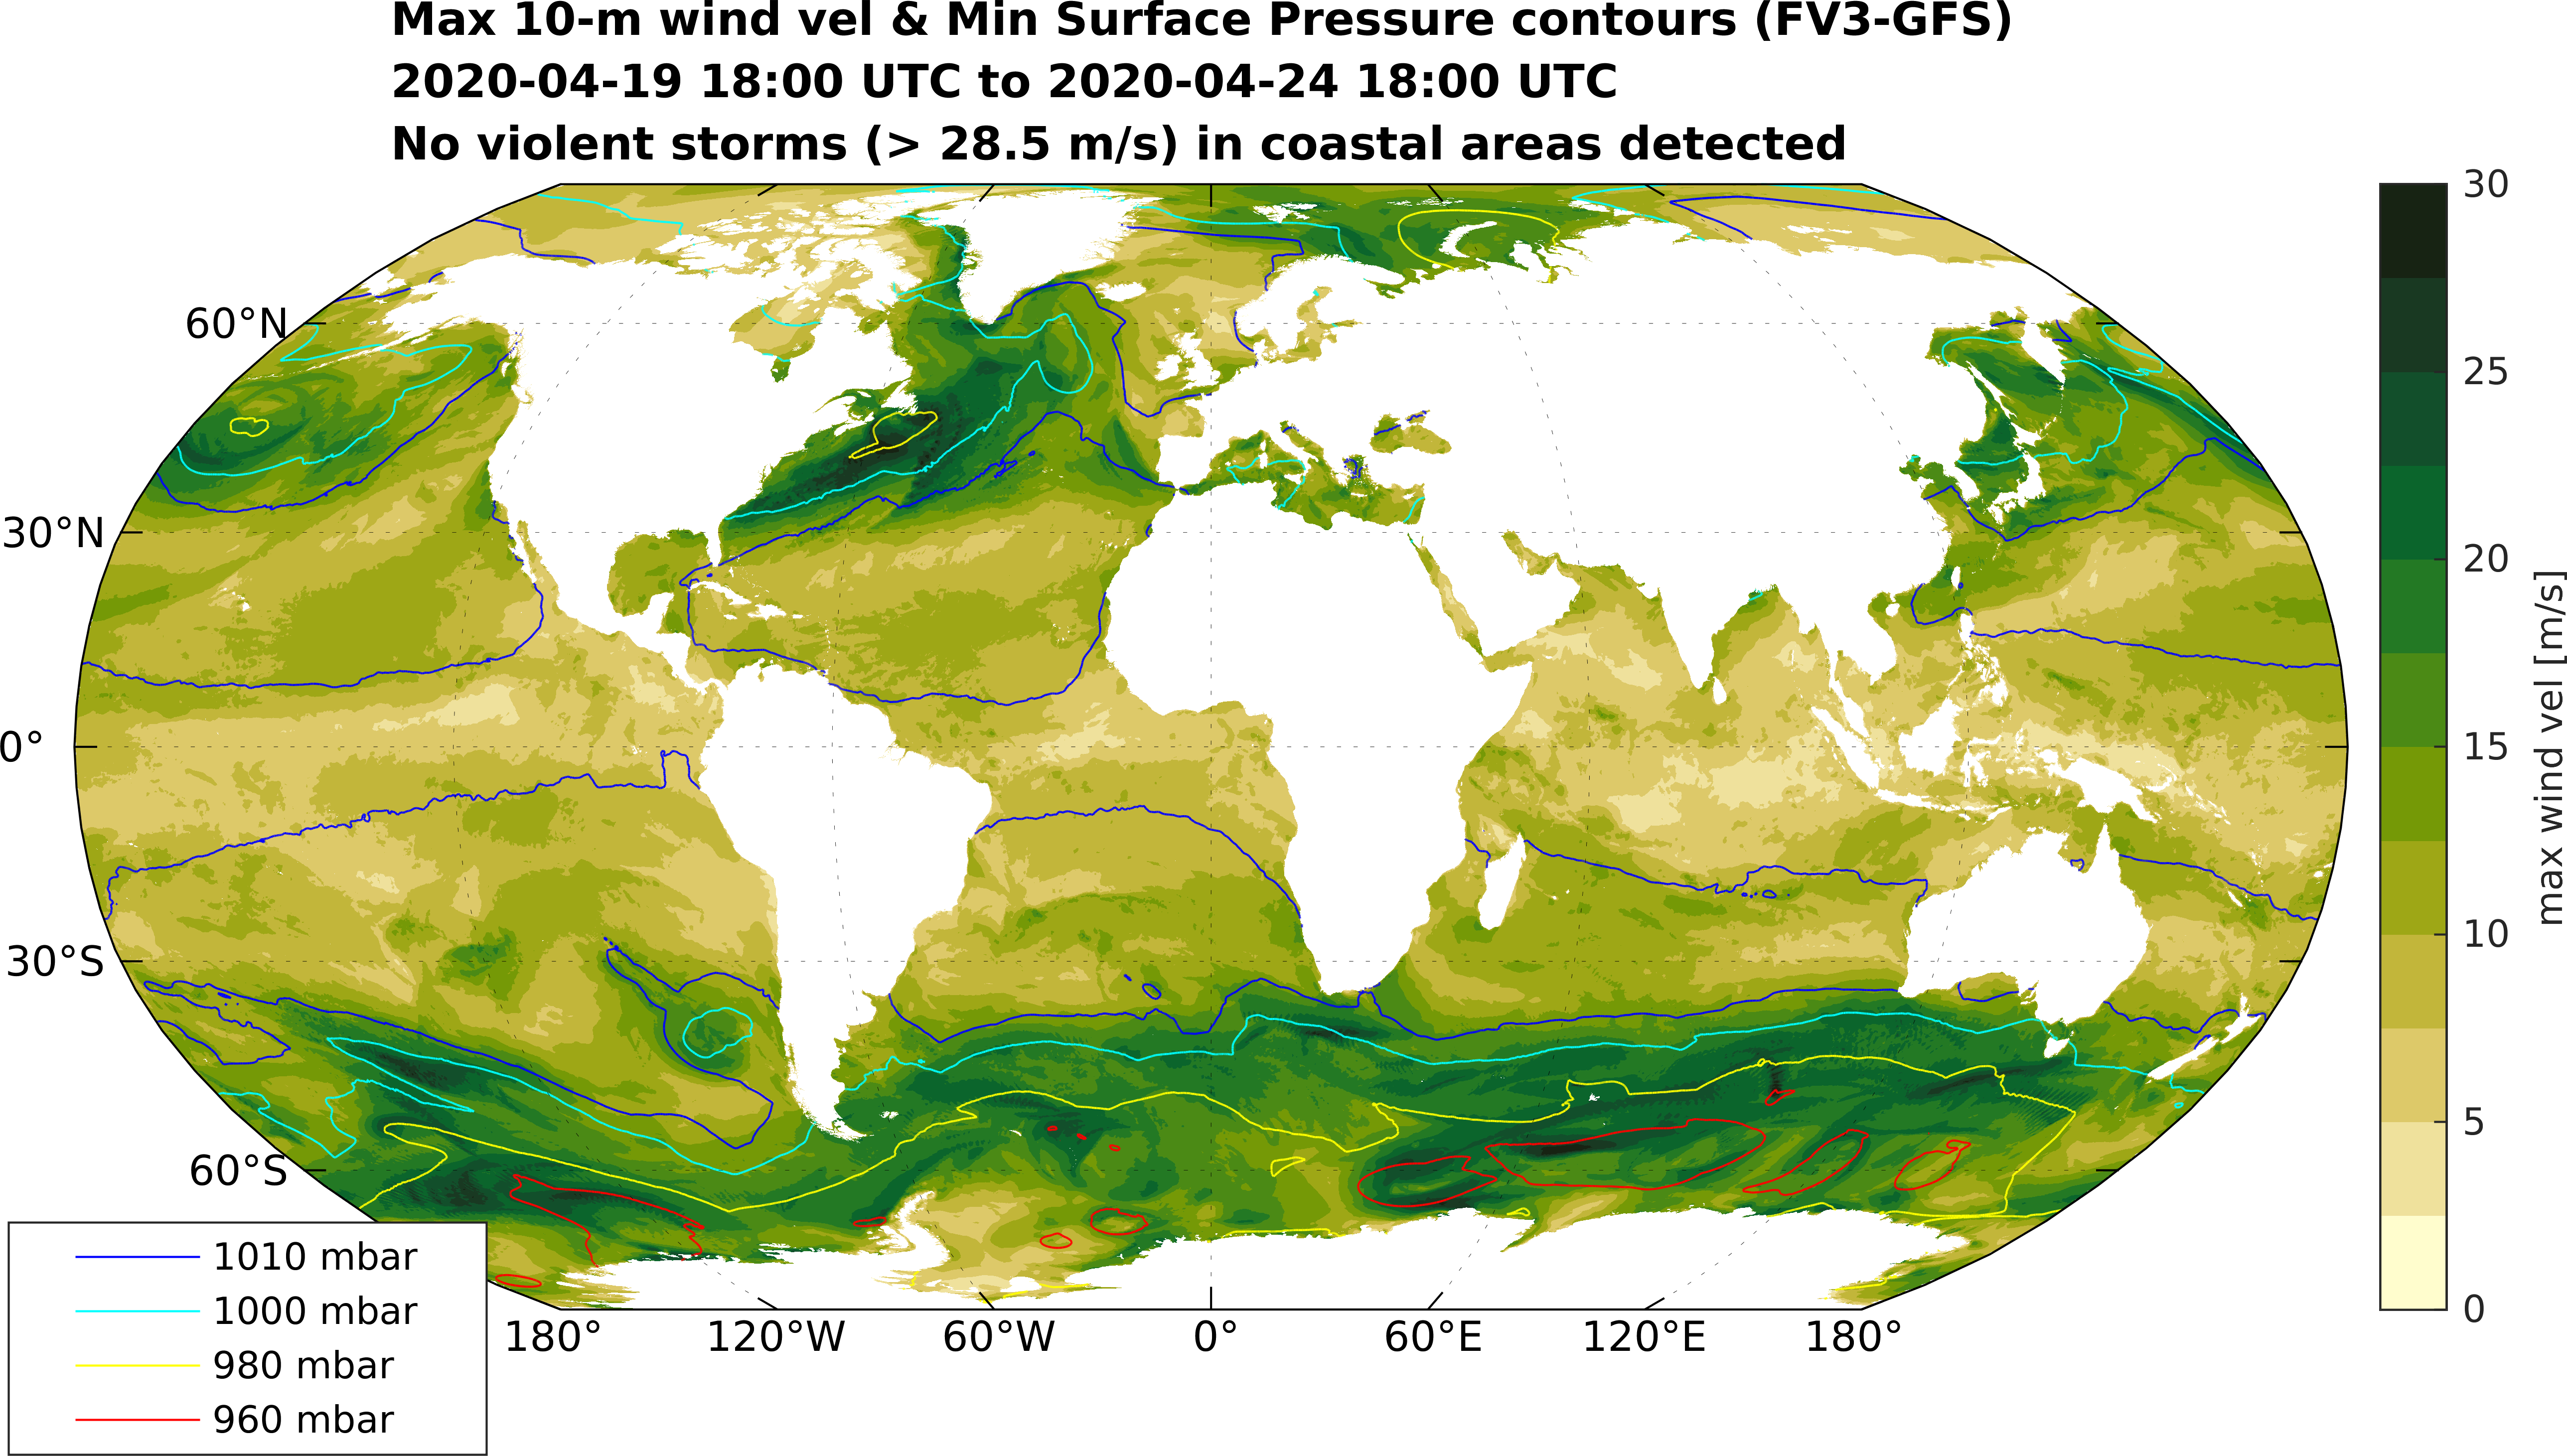 Max 10-m wind vel & Min Surface Pressure contours (FV3-GFS)
2020-04-19 18:00 UTC to 2020-04-24 18:00 UTC
No violent storms (> 28.5 m/s) in coastal areas detected
60°N
30°N
0°
30°S
60°S
180°
120°W
60°W
0°
60°E
120°E
180°
1010 mbar
1000 mbar
980 mbar
960 mbar
30
25
20
15
10
5
0
max wind vel [m/s]